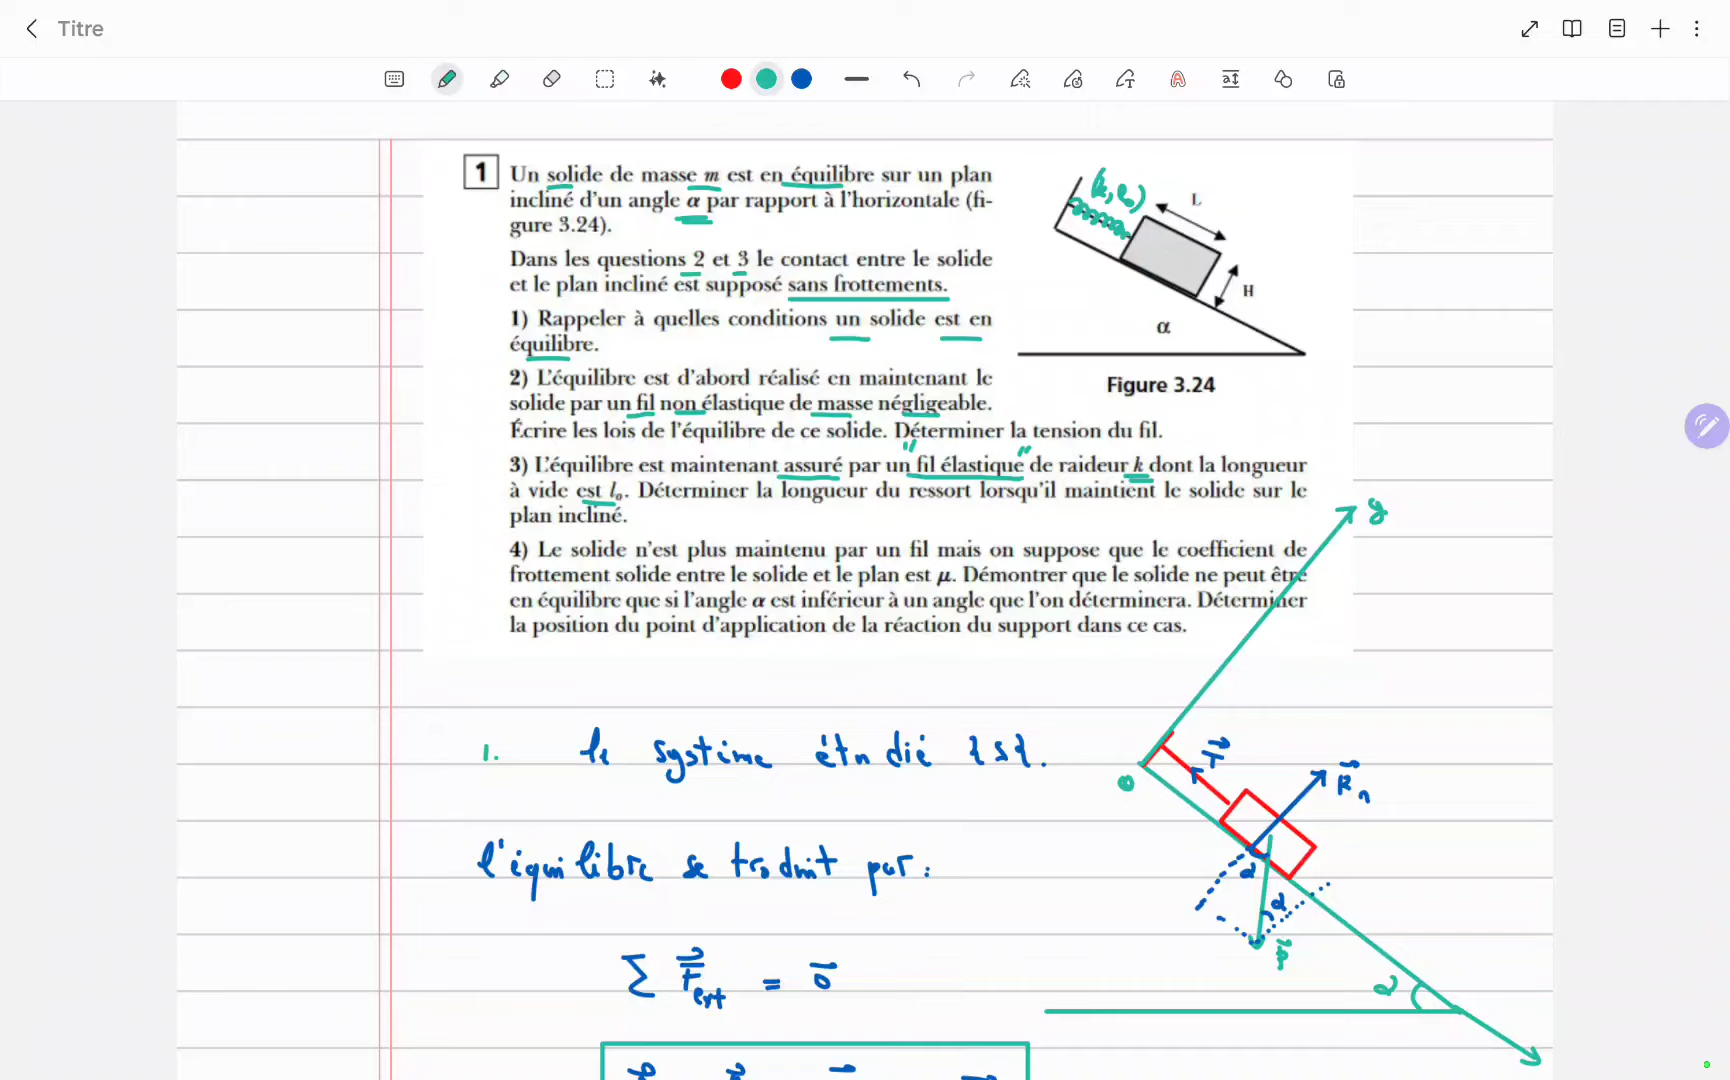 Titre
1 Un solide de masse m est en équilibre sur un plan
incliné d'un angle α par rapport à l'horizontale (fi-
gure 3.24).
Dans les questions 2 et 3 le contact entre le solide
et le plan incliné est supposé sans frottements.
1) Rappeler à quelles conditions un solide est en
équilibre.
2) L'équilibre est d'abord réalisé en maintenant le
solide par un fil non élastique de masse négligeable.
Écrire les lois de l'équilibre de ce solide. Déterminer la tension du fil.
3) L'équilibre est maintenant assuré par un "fil élastique" de raideur k dont la longueur
à vide est l₀. Déterminer la longueur du ressort lorsqu'il maintient le solide sur le
plan incliné.
4) Le solide n'est plus maintenu par un fil mais on suppose que le coefficient de
frottement solide entre le solide et le plan est μ. Démontrer que le solide ne peut être
en équilibre que si l'angle α est inférieur à un angle que l'on déterminera. Déterminer
la position du point d'application de la réaction du support dans ce cas.
(k, l₀)
L
H
α
Figure 3.24
y
1. le système étudié {s}.
T⃗
R⃗n
O
l'équilibre se traduit par :
α
α
P⃗
Σ F⃗ext = 0⃗
α